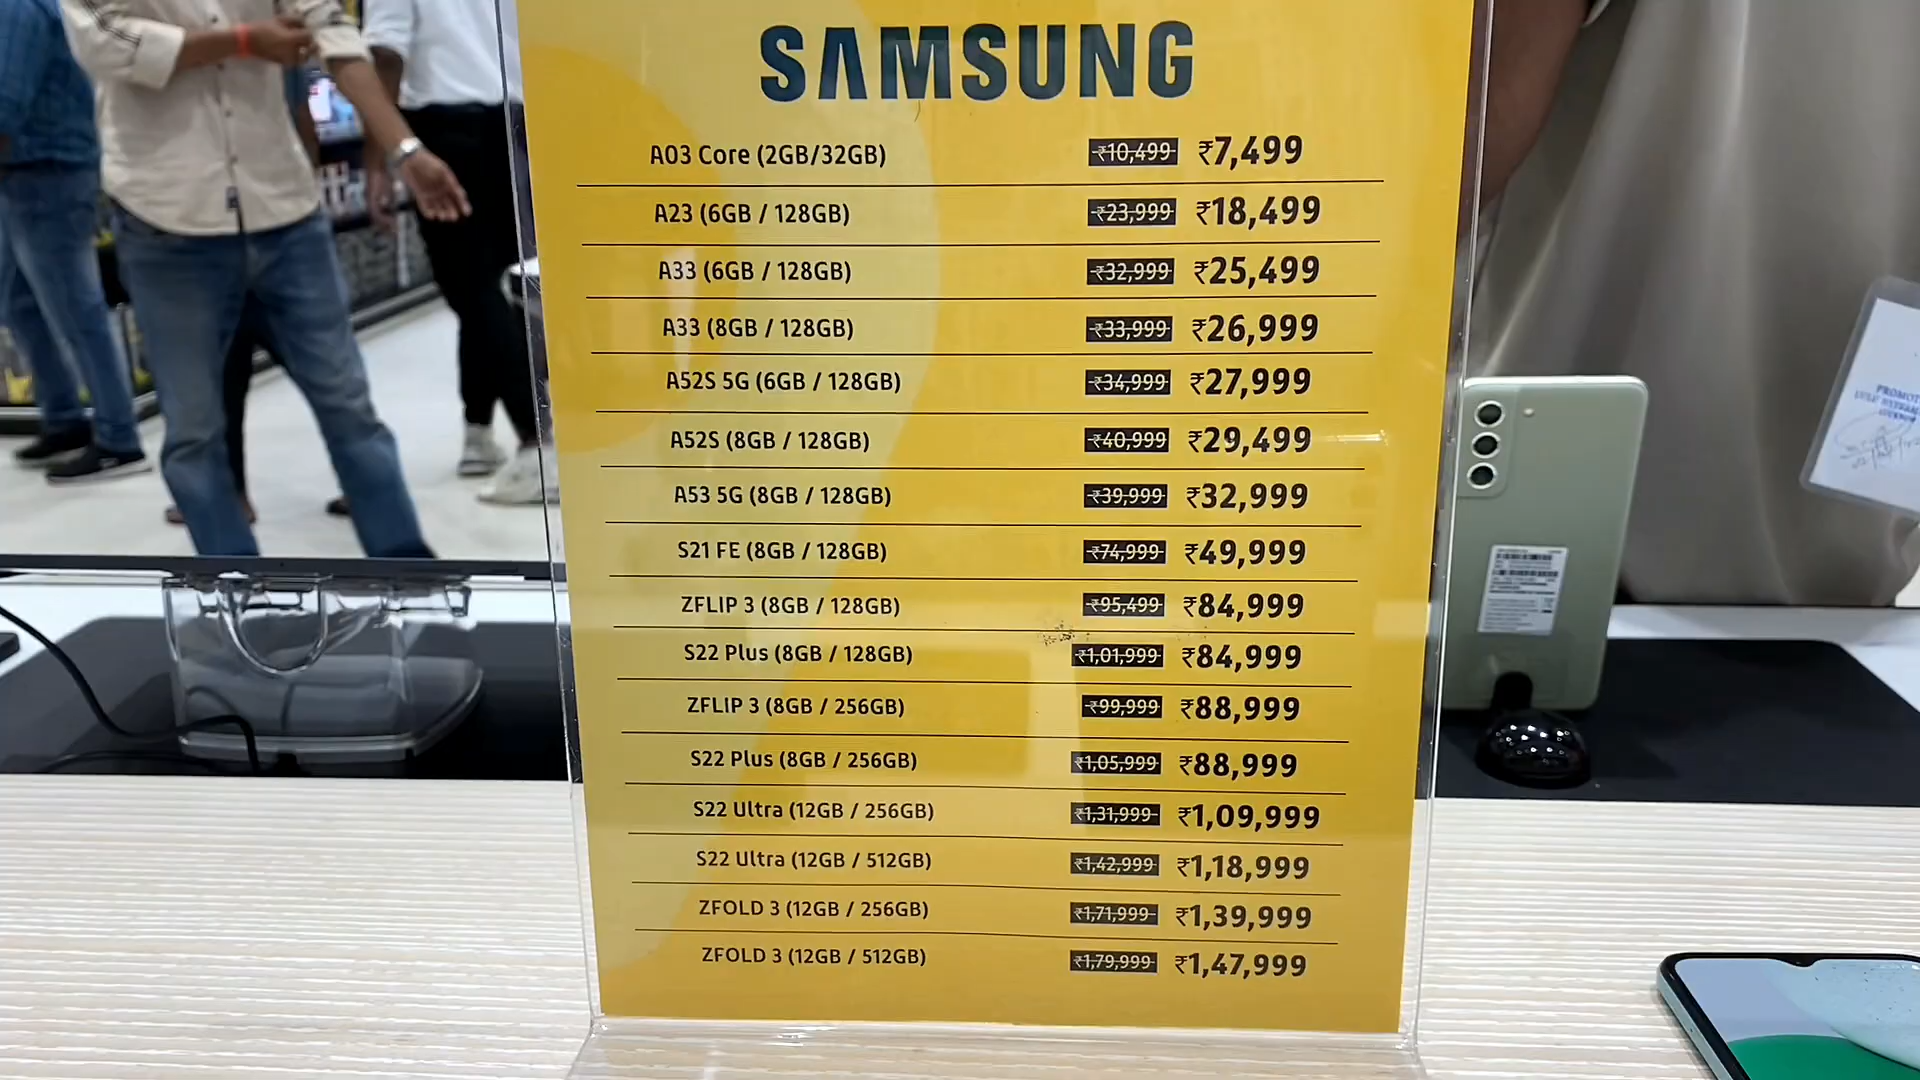 SAMSUNG
A03 Core (2GB/32GB) ₹10,499 ₹7,499
A23 (6GB / 128GB) ₹23,999 ₹18,499
A33 (6GB / 128GB) ₹32,999 ₹25,499
A33 (8GB / 128GB) ₹33,999 ₹26,999
A52S 5G (6GB / 128GB) ₹34,999 ₹27,999
A52S (8GB / 128GB) ₹40,999 ₹29,499
A53 5G (8GB / 128GB) ₹39,999 ₹32,999
S21 FE (8GB / 128GB) ₹74,999 ₹49,999
ZFLIP 3 (8GB / 128GB) ₹95,499 ₹84,999
S22 Plus (8GB / 128GB) ₹1,01,999 ₹84,999
ZFLIP 3 (8GB / 256GB) ₹99,999 ₹88,999
S22 Plus (8GB / 256GB) ₹1,05,999 ₹88,999
S22 Ultra (12GB / 256GB) ₹1,31,999 ₹1,09,999
S22 Ultra (12GB / 512GB) ₹1,42,999 ₹1,18,999
ZFOLD 3 (12GB / 256GB) ₹1,71,999 ₹1,39,999
ZFOLD 3 (12GB / 512GB) ₹1,79,999 ₹1,47,999